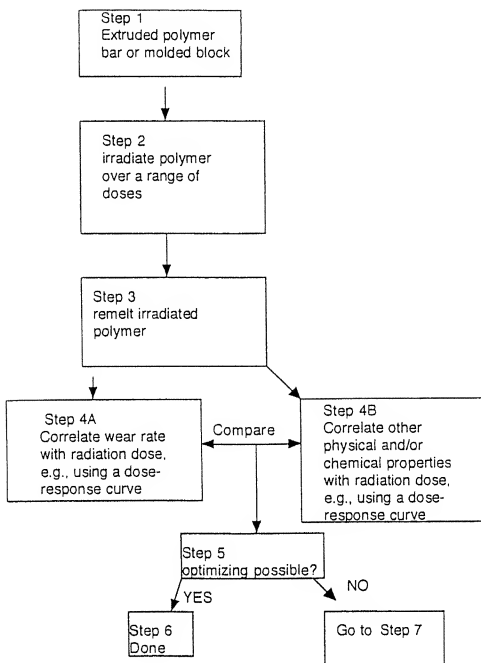 Step 1
Extruded polymer
bar or molded block
Step 2
irradiate polymer
over a range of
doses
Step 3
remelt irradiated
polymer
Step 4A
Correlate wear rate
with radiation dose,
e.g., using a dose-
response curve
Compare
Step 4B
Correlate other
physical and/or
chemical properties
with radiation dose,
e.g., using a dose-
response curve
Step 5
optimizing possible?
YES
NO
Step 6
Done
Go to Step 7